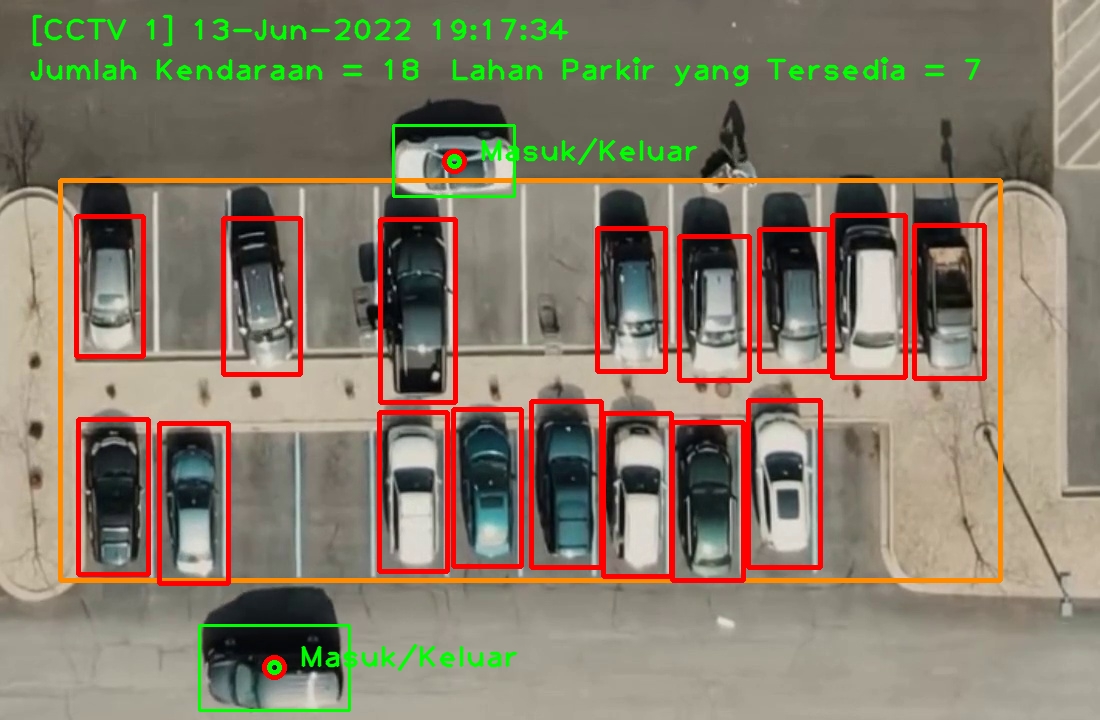 [CCTV 1] 13-Jun-2022 19:17:34
Jumlah Kendaraan = 18  Lahan Parkir yang Tersedia = 7
Masuk/Keluar
Masuk/Keluar